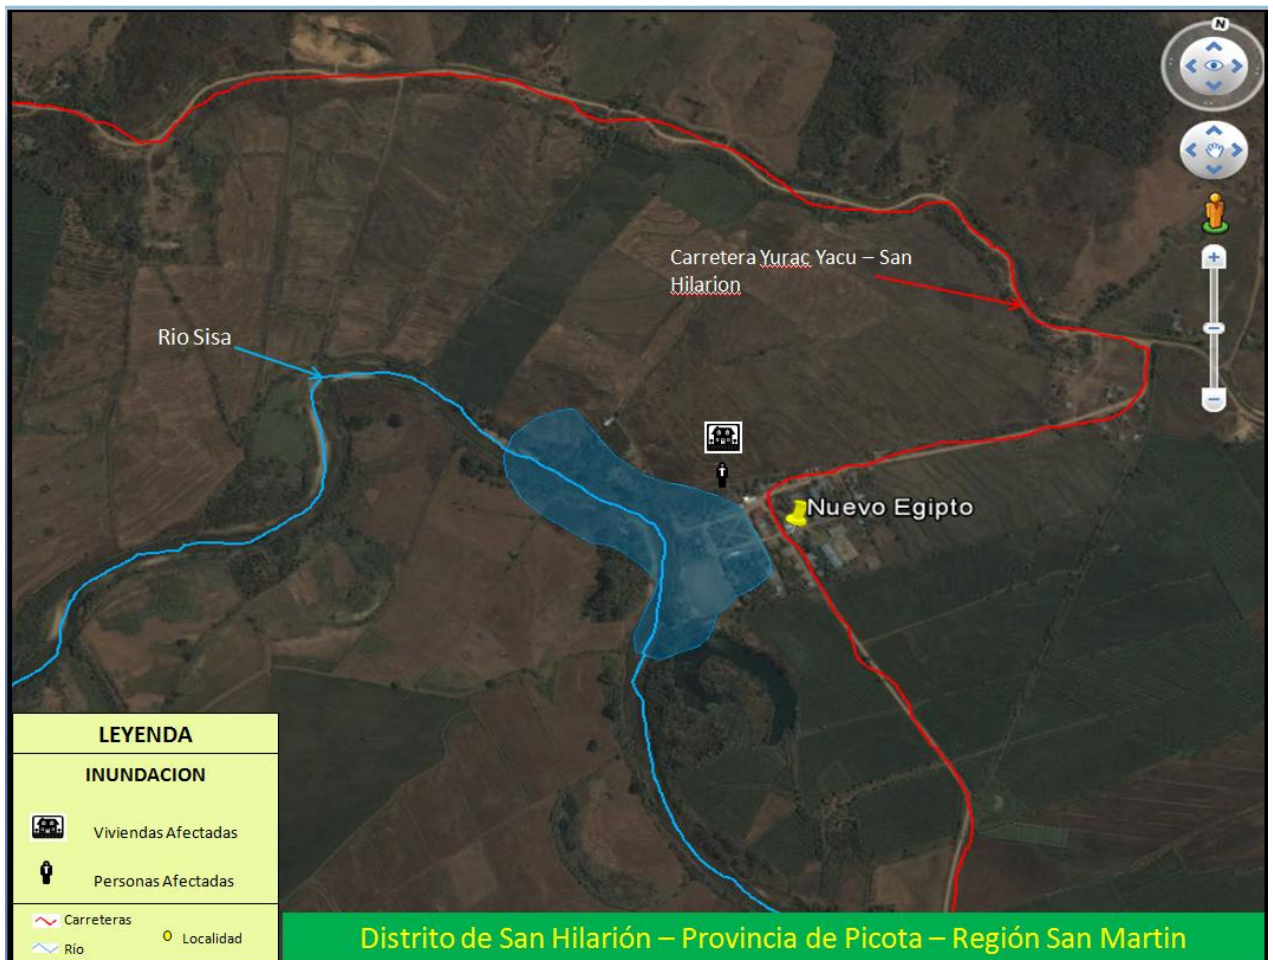 N
Carretera Yurac Yacu – San
Hilarion
Rio Sisa
Nuevo Egipto
LEYENDA
INUNDACION
Viviendas Afectadas
Personas Afectadas
Carreteras
Localidad
Río
Distrito de San Hilarión – Provincia de Picota – Región San Martin